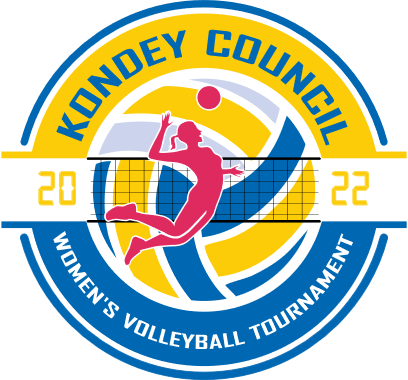 KONDEY COUNCIL
20 22
WOMEN'S VOLLEYBALL TOURNAMENT